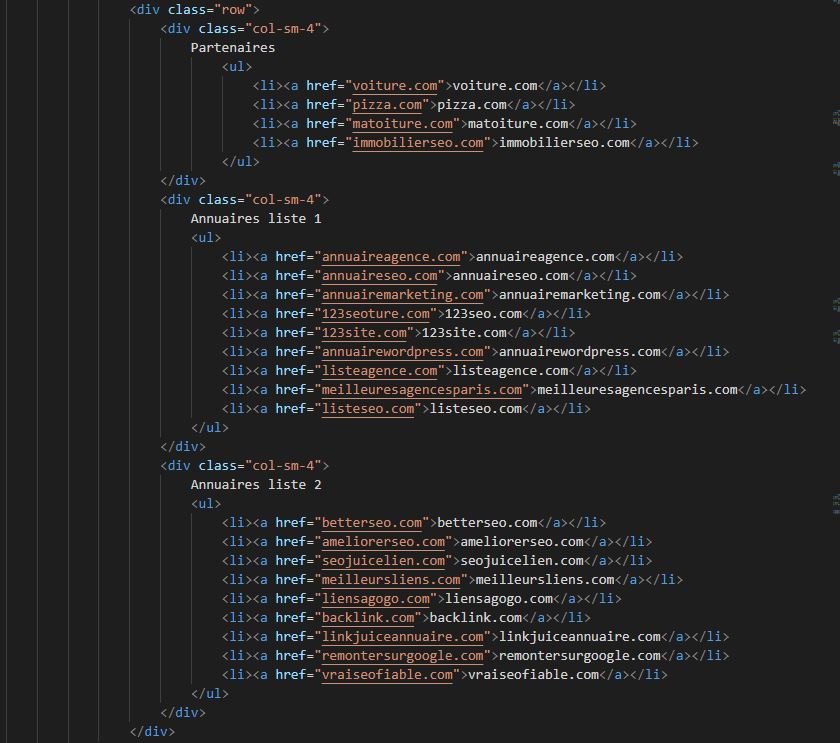 <div class="row">
<div class="col-sm-4">
Partenaires
<ul>
<li><a href="voiture.com">voiture.com</a></li>
<li><a href="pizza.com">pizza.com</a></li>
<li><a href="matoiture.com">matoiture.com</a></li>
<li><a href="immobilierseo.com">immobilierseo.com</a></li>
</ul>
</div>
<div class="col-sm-4">
Annuaires liste 1
<ul>
<li><a href="annuaireagence.com">annuaireagence.com</a></li>
<li><a href="annuaireseo.com">annuaireseo.com</a></li>
<li><a href="annuairemarketing.com">annuairemarketing.com</a></li>
<li><a href="123seoture.com">123seo.com</a></li>
<li><a href="123site.com">123site.com</a></li>
<li><a href="annuairewordpress.com">annuairewordpress.com</a></li>
<li><a href="listeagence.com">listeagence.com</a></li>
<li><a href="meilleuresagencesparis.com">meilleuresagencesparis.com</a></li>
<li><a href="listeseo.com">listeseo.com</a></li>
</ul>
</div>
<div class="col-sm-4">
Annuaires liste 2
<ul>
<li><a href="betterseo.com">betterseo.com</a></li>
<li><a href="ameliorerseo.com">ameliorerseo.com</a></li>
<li><a href="seojuicelien.com">seojuicelien.com</a></li>
<li><a href="meilleursliens.com">meilleursliens.com</a></li>
<li><a href="liensagogo.com">liensagogo.com</a></li>
<li><a href="backlink.com">backlink.com</a></li>
<li><a href="linkjuiceannuaire.com">linkjuiceannuaire.com</a></li>
<li><a href="remontersurgoogle.com">remontersurgoogle.com</a></li>
<li><a href="vraiseofiable.com">vraiseofiable.com</a></li>
</ul>
</div>
</div>